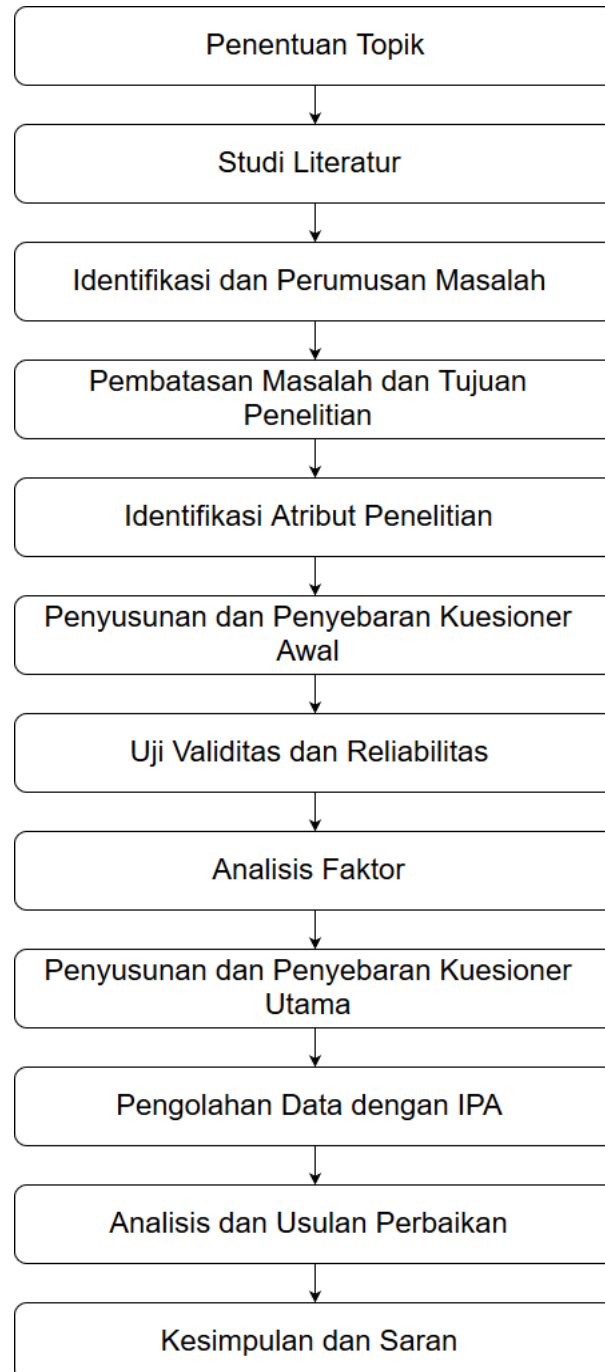 Penentuan Topik
Studi Literatur
Identifikasi dan Perumusan Masalah
Pembatasan Masalah dan Tujuan
Penelitian
Identifikasi Atribut Penelitian
Penyusunan dan Penyebaran Kuesioner
Awal
Uji Validitas dan Reliabilitas
Analisis Faktor
Penyusunan dan Penyebaran Kuesioner
Utama
Pengolahan Data dengan IPA
Analisis dan Usulan Perbaikan
Kesimpulan dan Saran